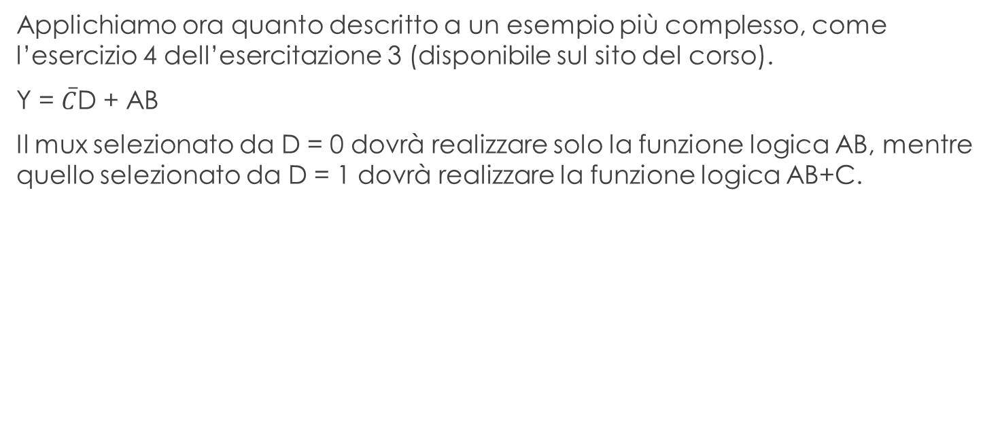 Applichiamo ora quanto descritto a un esempio più complesso, come
l’esercizio 4 dell’esercitazione 3 (disponibile sul sito del corso).
Y = C̄D + AB
Il mux selezionato da D = 0 dovrà realizzare solo la funzione logica AB, mentre
quello selezionato da D = 1 dovrà realizzare la funzione logica AB+C.